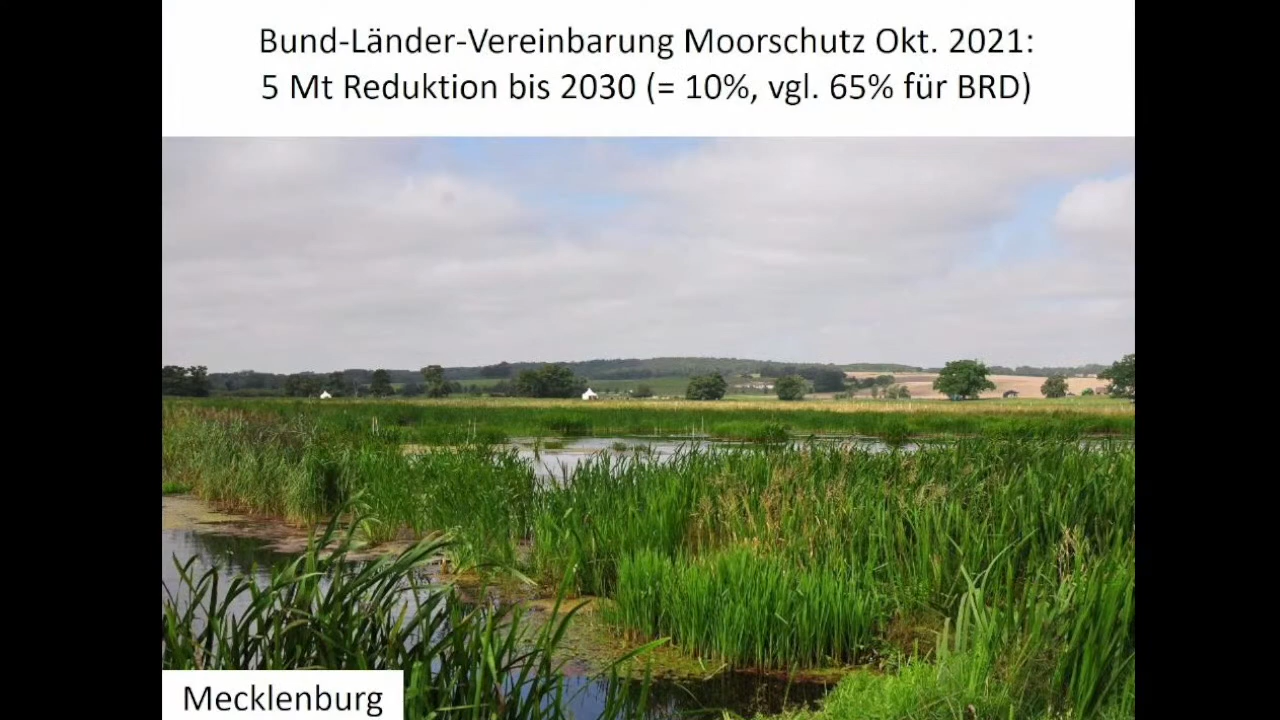 Bund-Länder-Vereinbarung Moorschutz Okt. 2021:
5 Mt Reduktion bis 2030 (= 10%, vgl. 65% für BRD)
Mecklenburg